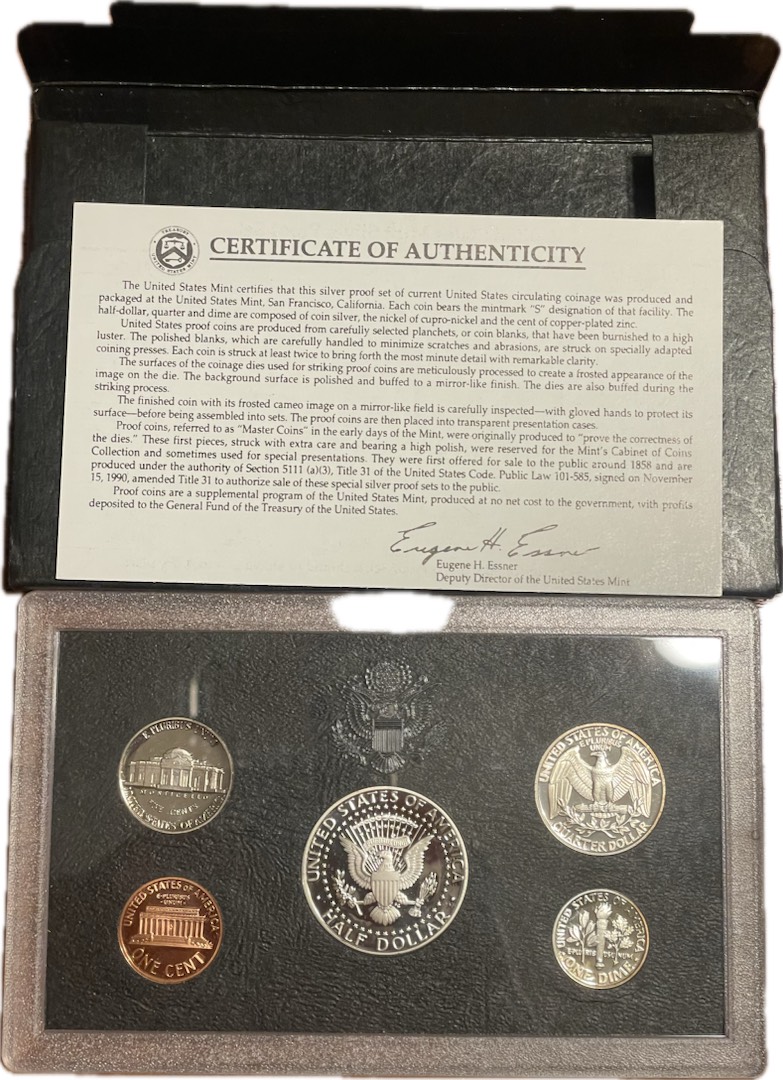 CERTIFICATE OF AUTHENTICITY
The United States Mint certifies that this silver proof set of current United States circulating coinage was produced and
packaged at the United States Mint, San Francisco, California. Each coin bears the mintmark "S" designation of that facility. The
half-dollar, quarter and dime are composed of coin silver, the nickel of cupro-nickel and the cent of copper-plated zinc.
United States proof coins are produced from carefully selected planchets, or coin blanks, that have been burnished to a high
luster. The polished blanks, which are carefully handled to minimize scratches and abrasions, are struck on specially adapted
coining presses. Each coin is struck at least twice to bring forth the most minute detail with remarkable clarity.
The surfaces of the coinage dies used for striking proof coins are meticulously processed to create a frosted appearance of the
image on the die. The background surface is polished and buffed to a mirror-like finish. The dies are also buffed during the
striking process.
The finished coin with its frosted cameo image on a mirror-like field is carefully inspected—with gloved hands to protect its
surface—before being assembled into sets. The proof coins are then placed into transparent presentation cases.
Proof coins, referred to as "Master Coins" in the early days of the Mint, were originally produced to "prove the correctness of
the dies." These first pieces, struck with extra care and bearing a high polish, were reserved for the Mint's Cabinet of Coins
Collection and sometimes used for special presentations. They were first offered for sale to the public around 1858 and are
produced under the authority of Section 5111 (a)(3), Title 31 of the United States Code. Public Law 101-585, signed on November
15, 1990, amended Title 31 to authorize sale of these special silver proof sets to the public.
Proof coins are a supplemental program of the United States Mint, produced at no net cost to the government, with profits
deposited to the General Fund of the Treasury of the United States.
Eugene H. Essner
Eugene H. Essner
Deputy Director of the United States Mint
E PLURIBUS UNUM
MONTICELLO
FIVE CENTS
UNITED STATES OF AMERICA
UNITED STATES OF AMERICA
HALF DOLLAR
UNITED STATES OF AMERICA
E PLURIBUS
UNUM
QUARTER DOLLAR
UNITED STATES OF AMERICA
E PLURIBUS
UNUM
ONE CENT
UNITED STATES OF AMERICA
E PLURIBUS UNUM
ONE DIME